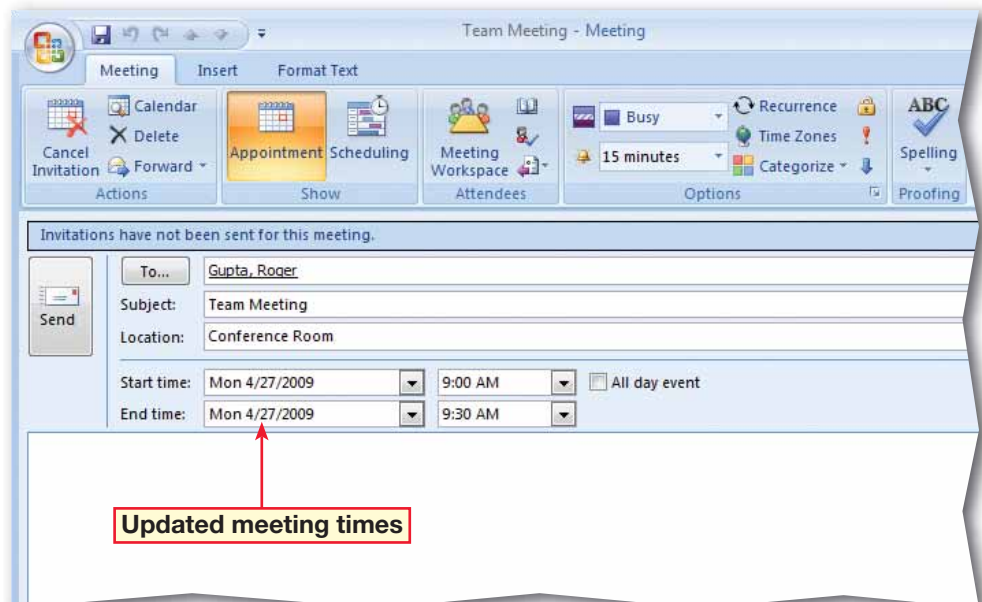 Team Meeting - Meeting
Meeting Insert Format Text
Cancel Invitation
Calendar
Delete
Forward
Actions
Appointment Scheduling
Show
Meeting Workspace
Attendees
Busy
15 minutes
Recurrence
Time Zones
Categorize
Options
ABC
Spelling
Proofing
Invitations have not been sent for this meeting.
Send
To... Gupta, Roger
Subject: Team Meeting
Location: Conference Room
Start time: Mon 4/27/2009 9:00 AM All day event
End time: Mon 4/27/2009 9:30 AM
Updated meeting times